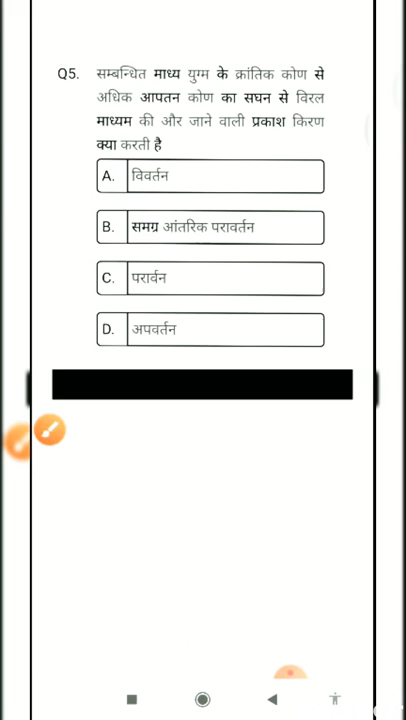 Q5. सम्बन्धित माध्य युग्म के क्रांतिक कोण से
अधिक आपतन कोण का सघन से विरल
माध्यम की और जाने वाली प्रकाश किरण
क्या करती है
A. विवर्तन
B. समग्र आंतरिक परावर्तन
C. परार्वन
D. अपवर्तन